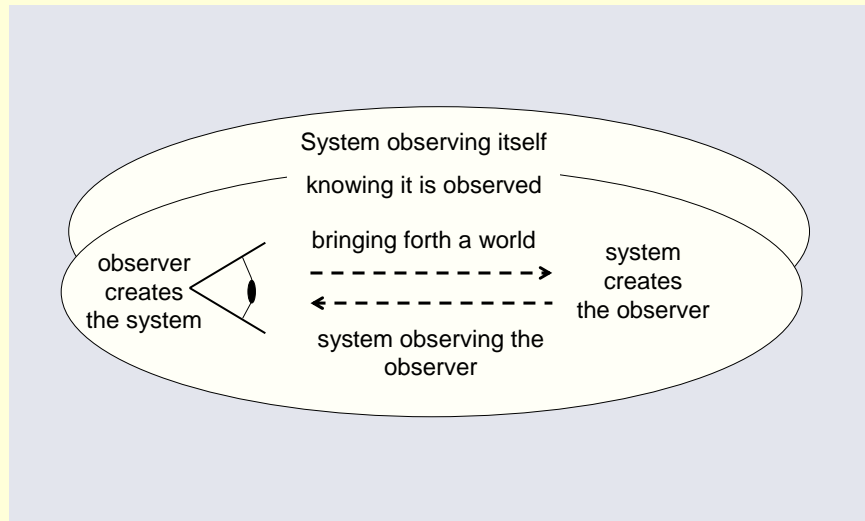 System observing itself
knowing it is observed
bringing forth a world
observer
creates
the system
system
creates
the observer
system observing the
observer